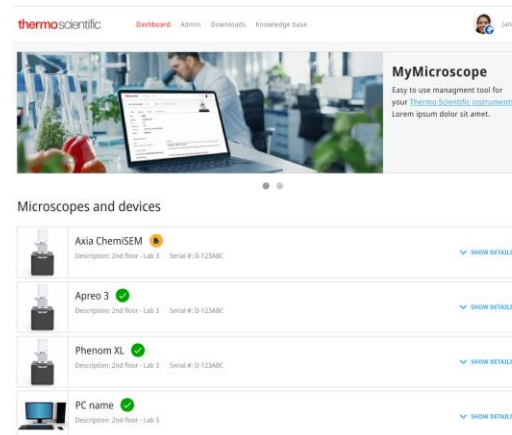 thermoscientific
Dashboard Admin Downloads Knowledge base
MyMicroscope
Easy to use managment tool for
your Thermo Scientific instruments
Lorem ipsum dolor sit amet.
Microscopes and devices
Axia ChemiSEM
Description: 2nd floor - Lab 3 Serial #: D-123ABC
SHOW DETAILS
Apreo 3
Description: 2nd floor - Lab 3 Serial #: D-123ABC
SHOW DETAILS
Phenom XL
Description: 2nd floor - Lab 3 Serial #: D-123ABC
SHOW DETAILS
PC name
Description: 2nd floor - Lab 3
SHOW DETAILS